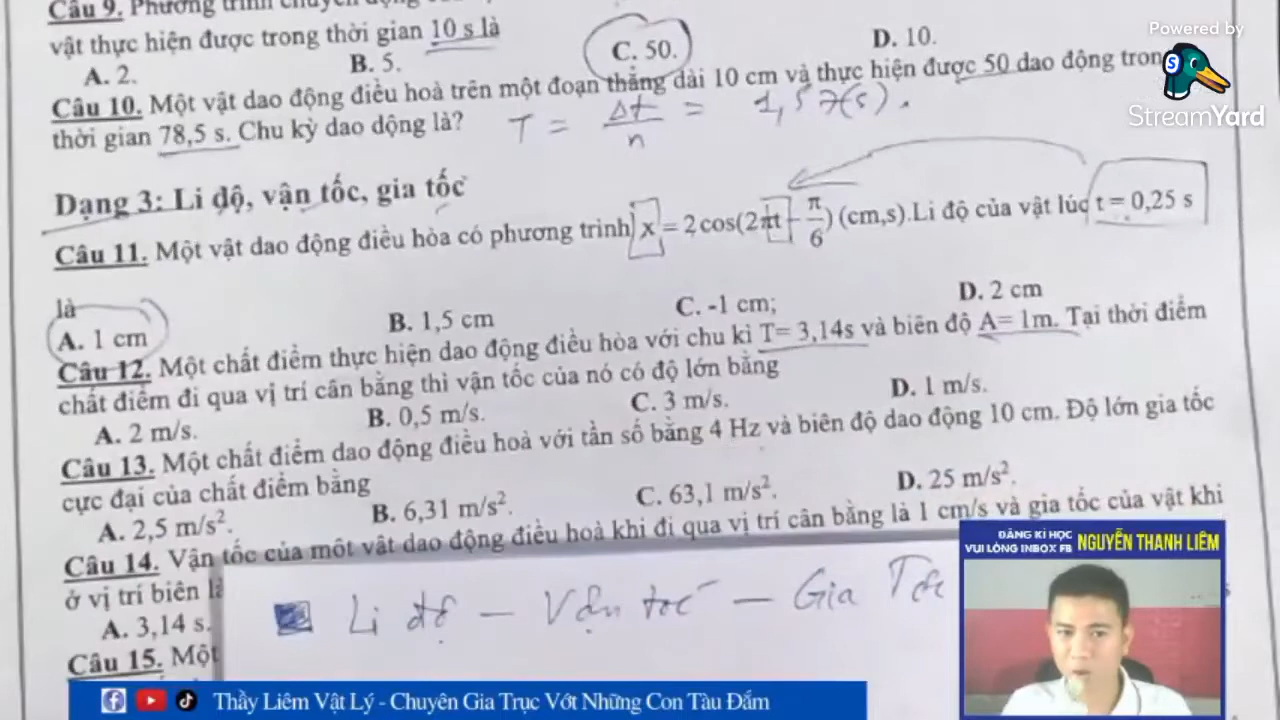 Câu 9. Phương trình chuyển động
vật thực hiện được trong thời gian 10 s là
A. 2. B. 5. C. 50. D. 10.
Câu 10. Một vật dao động điều hoà trên một đoạn thẳng dài 10 cm và thực hiện được 50 dao động tron
thời gian 78,5 s. Chu kỳ dao dộng là? T = Δt/n = 1,57(s).
Dạng 3: Li độ, vận tốc, gia tốc
Câu 11. Một vật dao động điều hòa có phương trình x = 2cos(2πt - π/6) (cm,s).Li độ của vật lúc t = 0,25 s
là
A. 1 cm B. 1,5 cm C. -1 cm; D. 2 cm
Câu 12. Một chất điểm thực hiện dao động điều hòa với chu kì T= 3,14s và biên độ A= 1m. Tại thời điểm
chất điểm đi qua vị trí cân bằng thì vận tốc của nó có độ lớn bằng
A. 2 m/s. B. 0,5 m/s. C. 3 m/s. D. 1 m/s.
Câu 13. Một chất điểm dao động điều hoà với tần số bằng 4 Hz và biên độ dao động 10 cm. Độ lớn gia tốc
cực đại của chất điểm bằng
A. 2,5 m/s². B. 6,31 m/s². C. 63,1 m/s². D. 25 m/s².
Câu 14. Vận tốc của một vật dao động điều hoà khi đi qua vị trí cân bằng là 1 cm/s và gia tốc của vật khi
ở vị trí biên là
A. 3,14 s.
Câu 15. Một
Li độ - Vận tốc - Gia Tốc
Powered by
StreamYard
ĐĂNG KÍ HỌC
VUI LÒNG INBOX FB NGUYỄN THANH LIÊM
Thầy Liêm Vật Lý - Chuyên Gia Trục Vớt Những Con Tàu Đắm